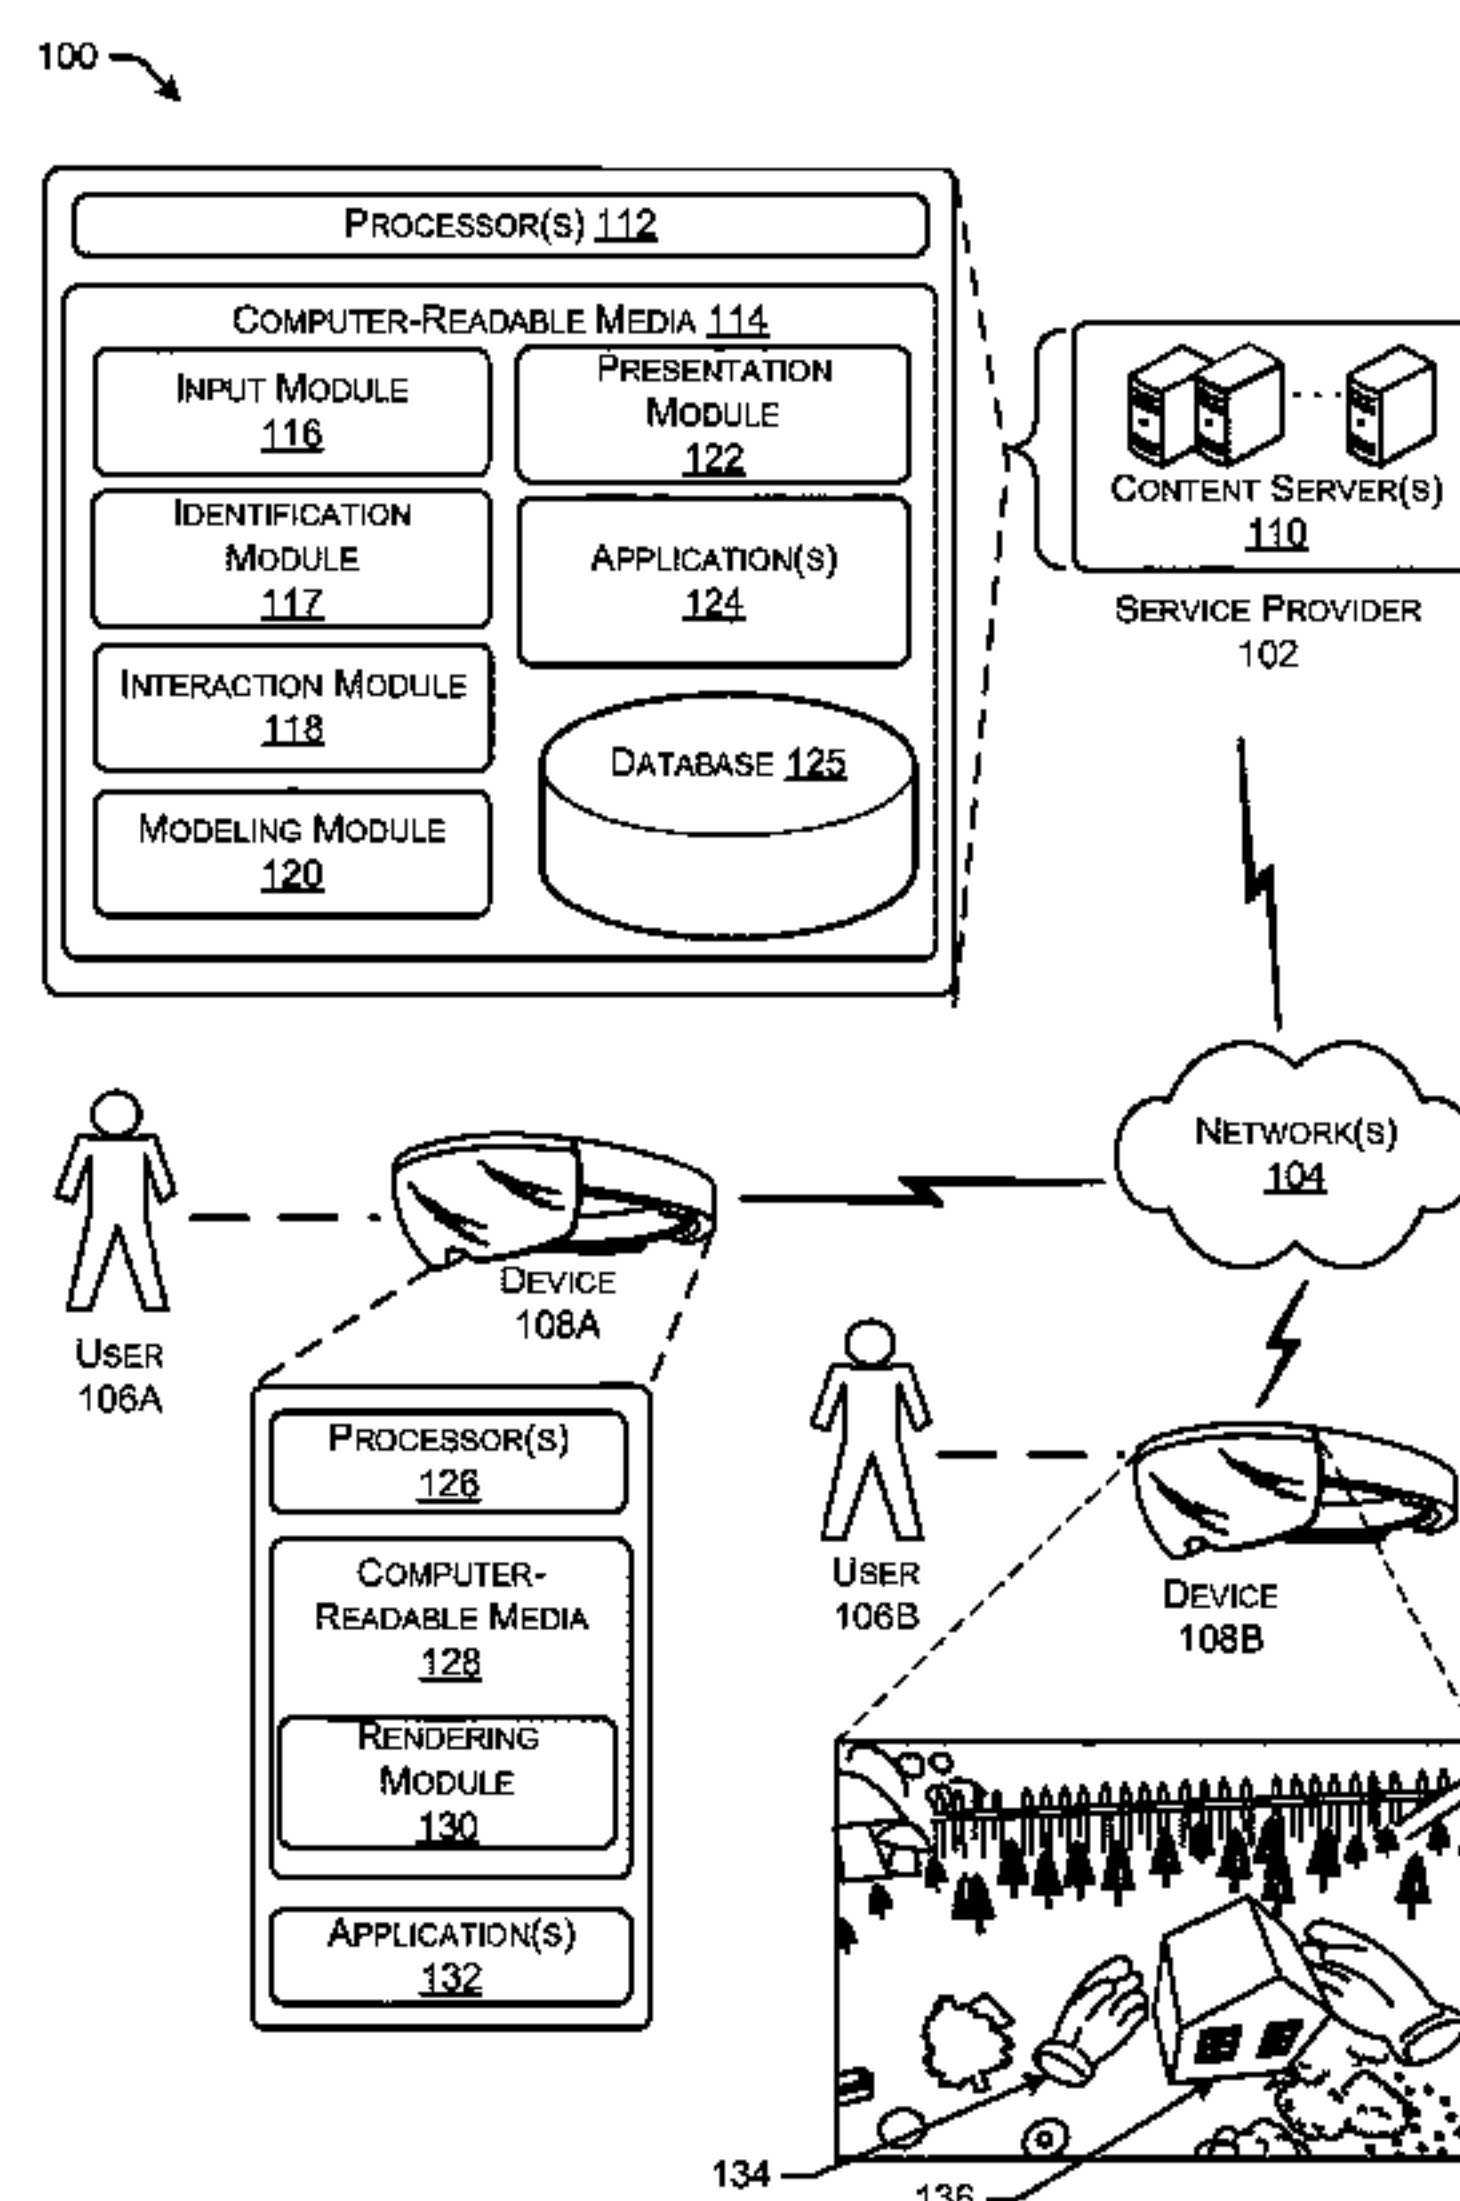 100
PROCESSOR(S) 112
COMPUTER-READABLE MEDIA 114
INPUT MODULE
116
IDENTIFICATION
MODULE
117
INTERACTION MODULE
118
MODELING MODULE
120
PRESENTATION
MODULE
122
APPLICATION(S)
124
DATABASE 125
CONTENT SERVER(S)
110
SERVICE PROVIDER
102
NETWORK(S)
104
USER
106A
DEVICE
108A
PROCESSOR(S)
126
COMPUTER-
READABLE MEDIA
128
RENDERING
MODULE
130
APPLICATION(S)
132
USER
106B
DEVICE
108B
134
136